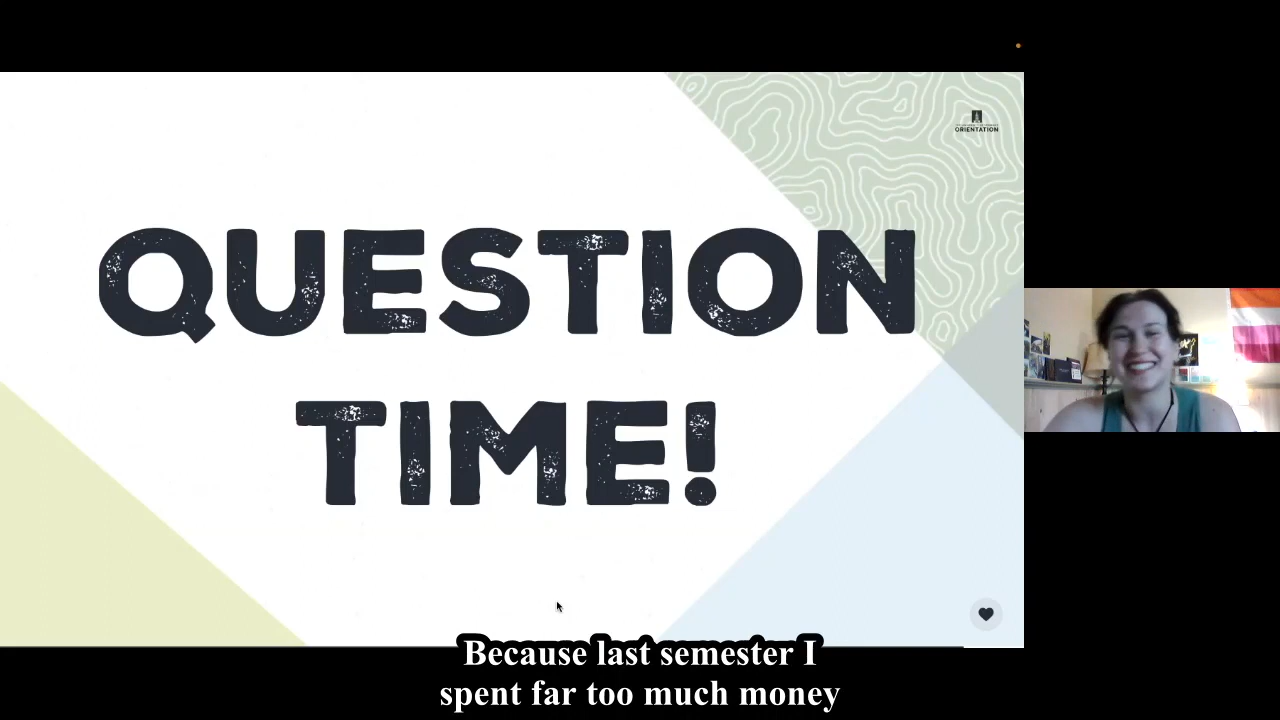 ORIENTATION
QUESTION
TIME!
Because last semester I
spent far too much money